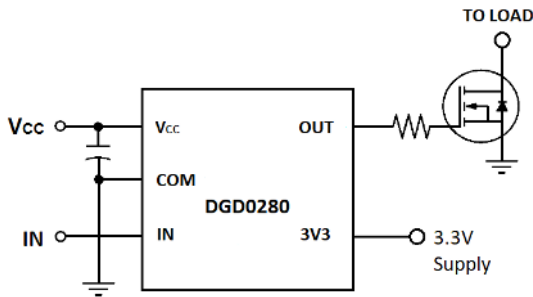 TO LOAD
Vcc
Vcc
OUT
COM
DGD0280
IN
IN
3V3
3.3V
Supply